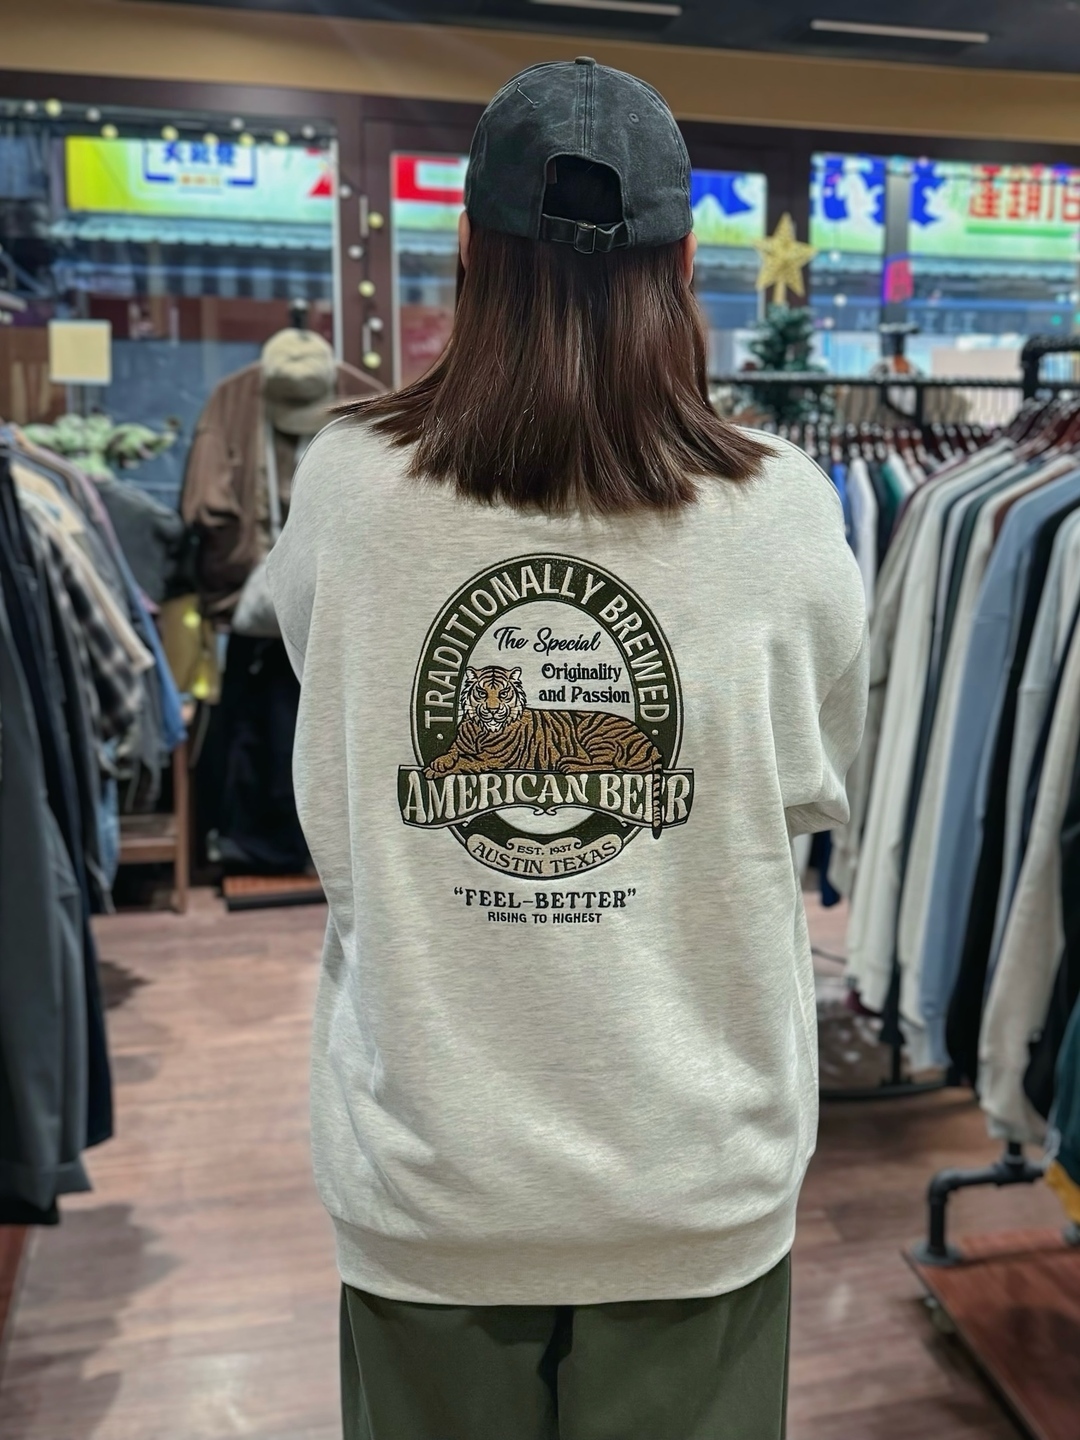 TRADITIONALLY BREWED
The Special
Originality
and Passion
AMERICAN BEER
EST. 1937
AUSTIN TEXAS
“FEEL-BETTER”
RISING TO HIGHEST